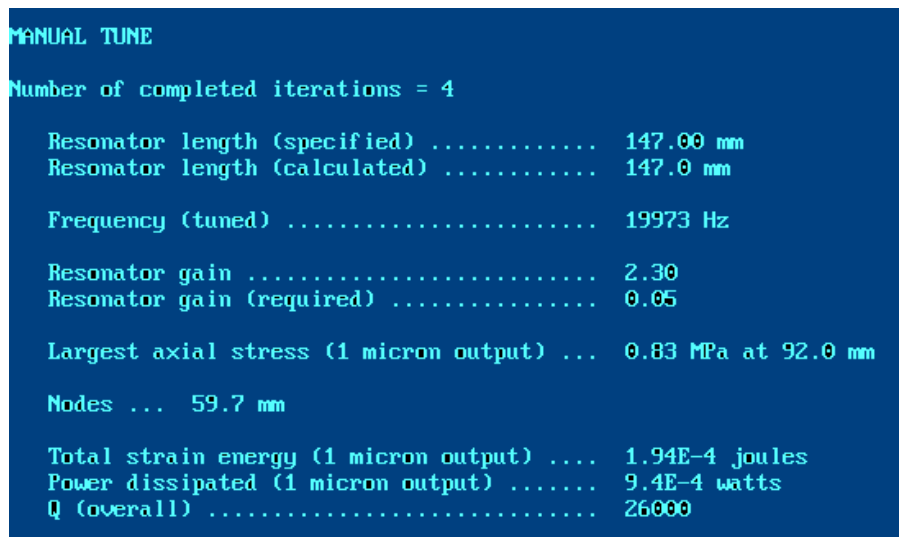 MANUAL TUNE
Number of completed iterations = 4
Resonator length (specified) ............. 147.00 mm
Resonator length (calculated) ............ 147.0 mm
Frequency (tuned) ........................ 19973 Hz
Resonator gain ........................... 2.30
Resonator gain (required) ................ 0.05
Largest axial stress (1 micron output) ... 0.83 MPa at 92.0 mm
Nodes ... 59.7 mm
Total strain energy (1 micron output) .... 1.94E-4 joules
Power dissipated (1 micron output) ....... 9.4E-4 watts
Q (overall) .............................. 26000